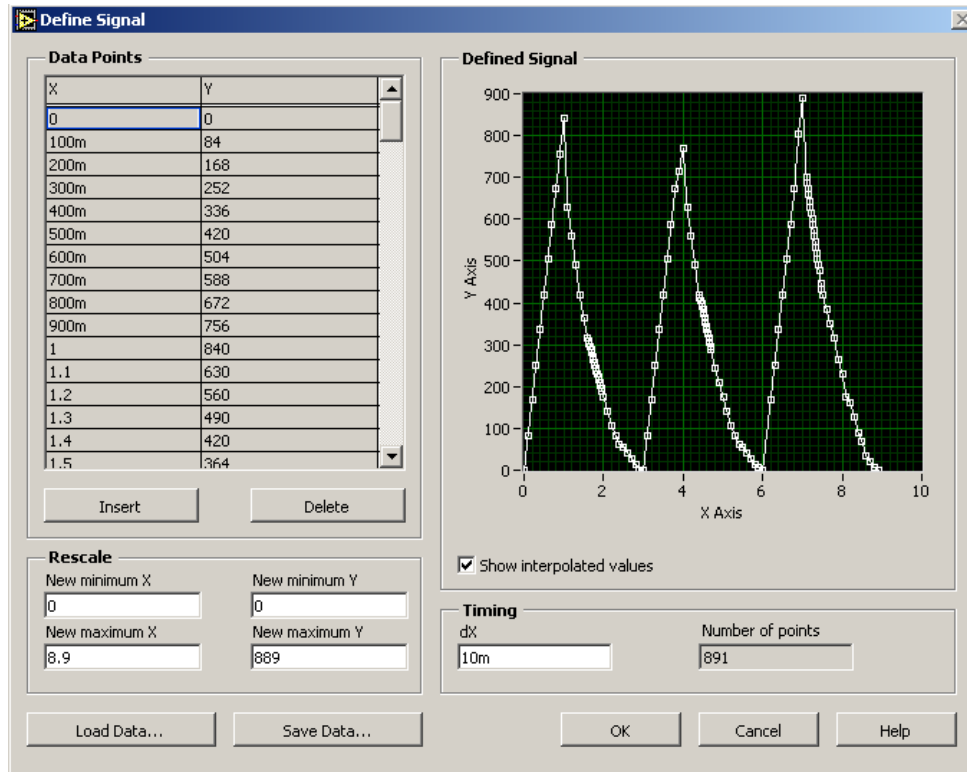 Define Signal
Data Points
X Y
0 0
100m 84
200m 168
300m 252
400m 336
500m 420
600m 504
700m 588
800m 672
900m 756
1 840
1.1 630
1.2 560
1.3 490
1.4 420
1.5 364
Insert Delete
Rescale
New minimum X New minimum Y
0 0
New maximum X New maximum Y
8.9 889
Load Data... Save Data...
Defined Signal
900
800
700
600
500
400
300
200
100
0
Y Axis
0 2 4 6 8 10
X Axis
Show interpolated values
Timing
dX Number of points
10m 891
OK Cancel Help